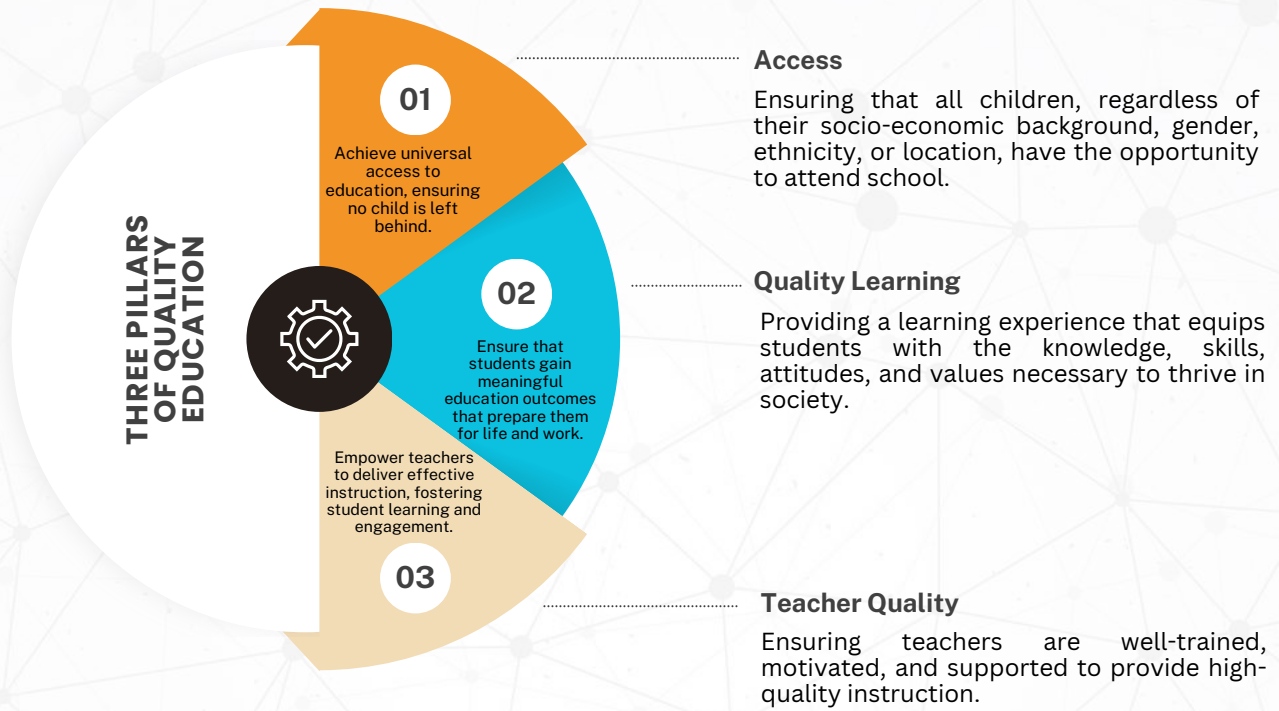 THREE PILLARS
OF QUALITY
EDUCATION
01
Achieve universal
access to
education, ensuring
no child is left
behind.
Access
Ensuring that all children, regardless of
their socio-economic background, gender,
ethnicity, or location, have the opportunity
to attend school.
02
Ensure that
students gain
meaningful
education outcomes
that prepare them
for life and work.
Quality Learning
Providing a learning experience that equips
students with the knowledge, skills,
attitudes, and values necessary to thrive in
society.
Empower teachers
to deliver effective
instruction, fostering
student learning and
engagement.
03
Teacher Quality
Ensuring teachers are well-trained,
motivated, and supported to provide high-
quality instruction.